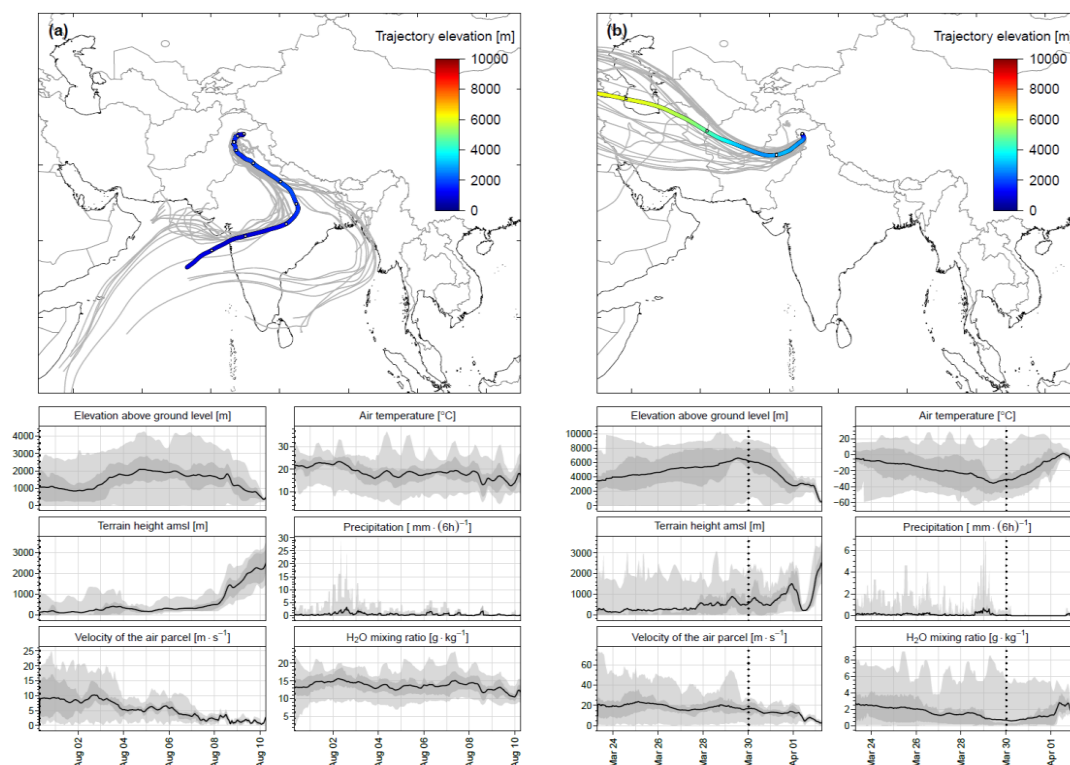 (a)
Trajectory elevation [m]
10000
8000
6000
4000
2000
0
(b)
Trajectory elevation [m]
10000
8000
6000
4000
2000
0
Elevation above ground level [m]
4000
3000
2000
1000
0
Air temperature [°C]
30
20
10
Terrain height amsl [m]
3000
2000
1000
0
Precipitation [ mm · (6h)⁻¹]
30
25
20
15
10
5
0
Velocity of the air parcel [m · s⁻¹]
25
20
15
10
5
0
H₂O mixing ratio [g · kg⁻¹]
20
15
10
5
Aug 02
Aug 04
Aug 06
Aug 08
Aug 10
Aug 02
Aug 04
Aug 06
Aug 08
Aug 10
Elevation above ground level [m]
10000
8000
6000
4000
2000
0
Air temperature [°C]
20
0
−20
−40
−60
Terrain height amsl [m]
3000
2000
1000
0
Precipitation [ mm · (6h)⁻¹]
6
4
2
0
Velocity of the air parcel [m · s⁻¹]
60
40
20
0
H₂O mixing ratio [g · kg⁻¹]
8
6
4
2
0
Mar 24
Mar 26
Mar 28
Mar 30
Apr 01
Mar 24
Mar 26
Mar 28
Mar 30
Apr 01